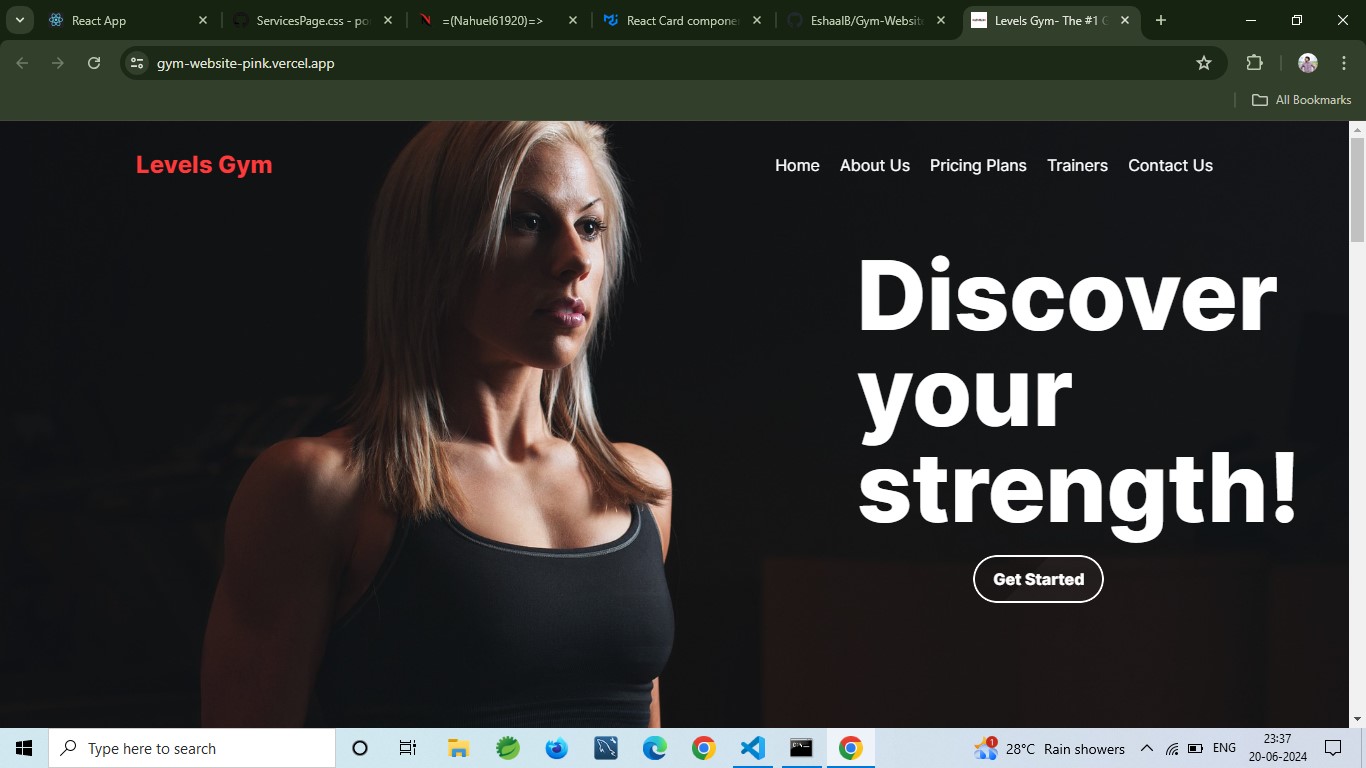 React App
ServicesPage.css - po
=(Nahuel61920)=>
React Card compone
EshaalB/Gym-Websit
Levels Gym- The #1 G
gym-website-pink.vercel.app
All Bookmarks
Levels Gym
Home About Us Pricing Plans Trainers Contact Us
Discover
your
strength!
Get Started
Type here to search
1
28°C Rain showers
ENG
23:37
20-06-2024